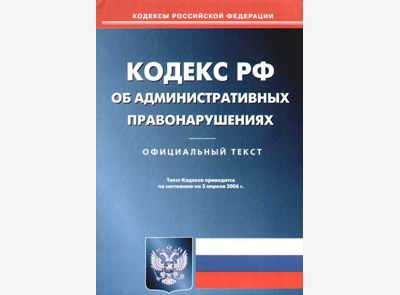 КОДЕКСЫ РОССИЙСКОЙ ФЕДЕРАЦИИ
КОДЕКС РФ
ОБ АДМИНИСТРАТИВНЫХ
ПРАВОНАРУШЕНИЯХ
ОФИЦИАЛЬНЫЙ ТЕКСТ
Текст Кодекса приводится
по состоянию на 3 апреля 2006 г.